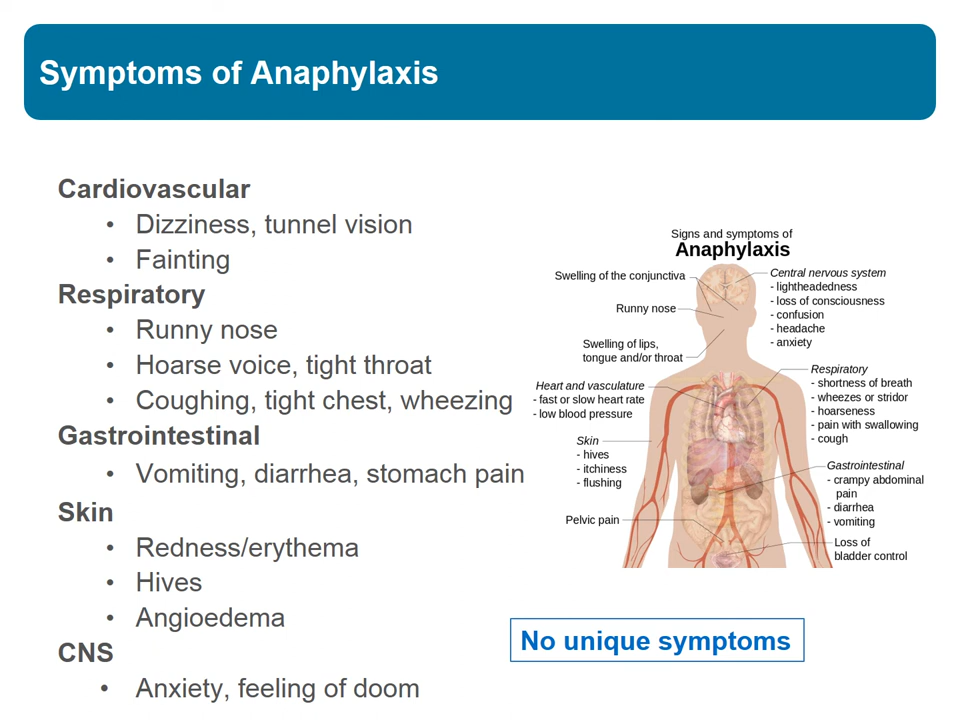 Symptoms of Anaphylaxis
Cardiovascular
• Dizziness, tunnel vision
• Fainting
Respiratory
• Runny nose
• Hoarse voice, tight throat
• Coughing, tight chest, wheezing
Gastrointestinal
• Vomiting, diarrhea, stomach pain
Skin
• Redness/erythema
• Hives
• Angioedema
CNS
• Anxiety, feeling of doom
Signs and symptoms of
Anaphylaxis
Swelling of the conjunctiva
Runny nose
Swelling of lips,
tongue and/or throat
Heart and vasculature
- fast or slow heart rate
- low blood pressure
Skin
- hives
- itchiness
- flushing
Pelvic pain
Central nervous system
- lightheadedness
- loss of consciousness
- confusion
- headache
- anxiety
Respiratory
- shortness of breath
- wheezes or stridor
- hoarseness
- pain with swallowing
- cough
Gastrointestinal
- crampy abdominal
pain
- diarrhea
- vomiting
Loss of
bladder control
No unique symptoms